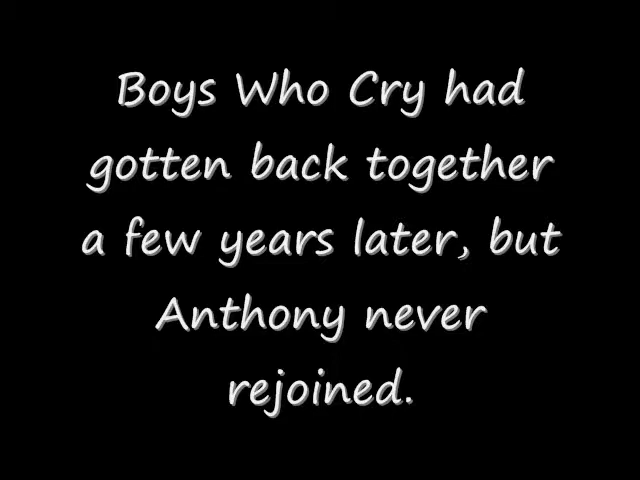 Boys Who Cry had
gotten back together
a few years later, but
Anthony never
rejoined.